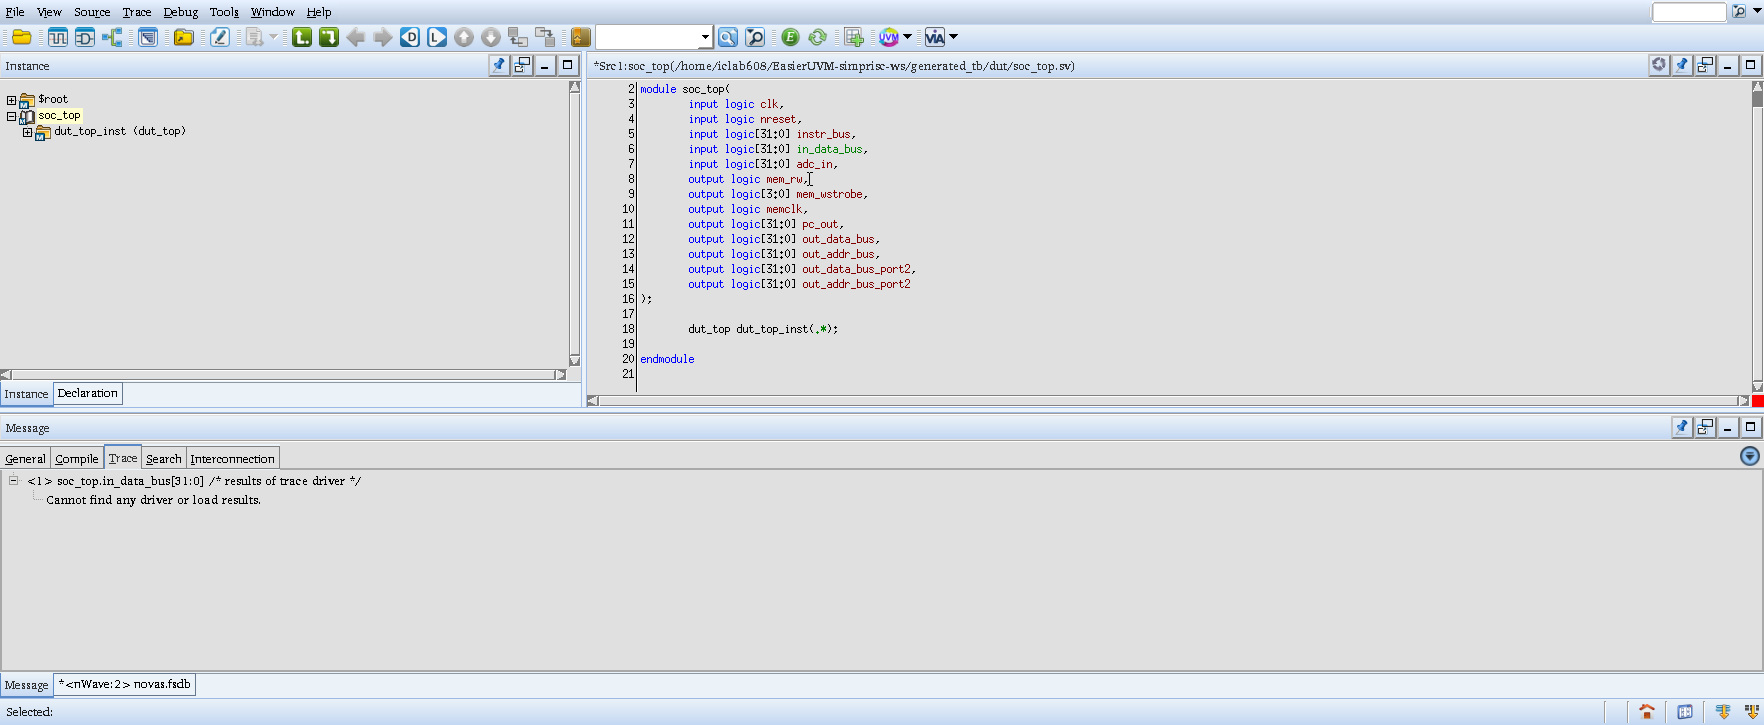 File View Source Trace Debug Tools Window Help
D L E UVM VIA
Instance
$root
soc_top
dut_top_inst (dut_top)
Instance Declaration
*Src1:soc_top(/home/iclab608/EasierUVM-simprisc-ws/generated_tb/dut/soc_top.sv)
2 module soc_top(
3 input logic clk,
4 input logic nreset,
5 input logic[31:0] instr_bus,
6 input logic[31:0] in_data_bus,
7 input logic[31:0] adc_in,
8 output logic mem_rw,
9 output logic[3:0] mem_wstrobe,
10 output logic memclk,
11 output logic[31:0] pc_out,
12 output logic[31:0] out_data_bus,
13 output logic[31:0] out_addr_bus,
14 output logic[31:0] out_data_bus_port2,
15 output logic[31:0] out_addr_bus_port2
16 );
17
18 dut_top dut_top_inst(.*);
19
20 endmodule
21
Message
General Compile Trace Search Interconnection
<1> soc_top.in_data_bus[31:0] /* results of trace driver */
Cannot find any driver or load results.
Message *<nWave:2> novas.fsdb
Selected: